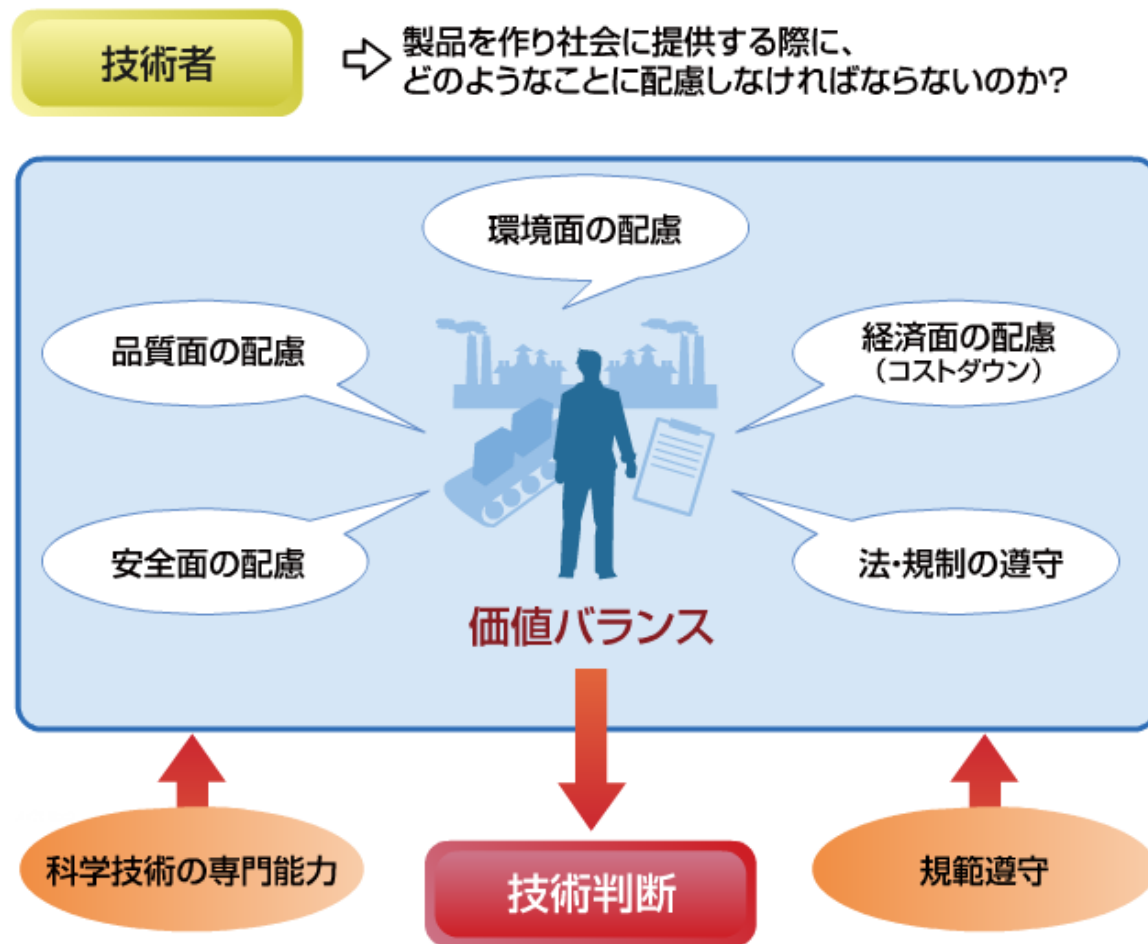 技術者
製品を作り社会に提供する際に、
どのようなことに配慮しなければならないのか?
環境面の配慮
品質面の配慮
経済面の配慮
(コストダウン)
安全面の配慮
法・規制の遵守
価値バランス
科学技術の専門能力
技術判断
規範遵守